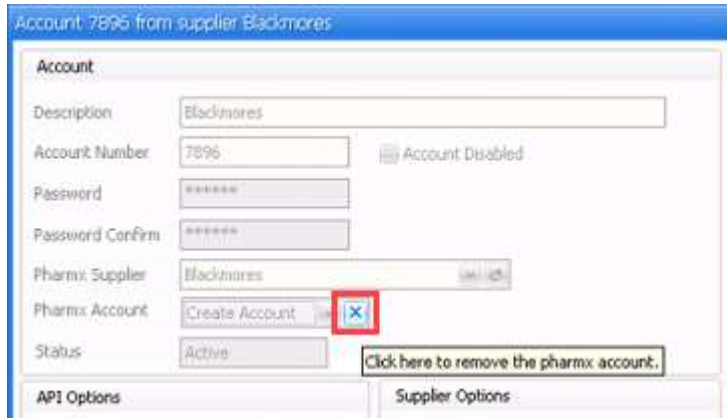 Account 7896 from supplier Blackmores
Account
Description Blackmores
Account Number 7896 Account Disabled
Password ******
Password Confirm ******
Pharmx Supplier Blackmores
Pharmx Account Create Account X
Status Active
Click here to remove the pharmx account.
API Options Supplier Options